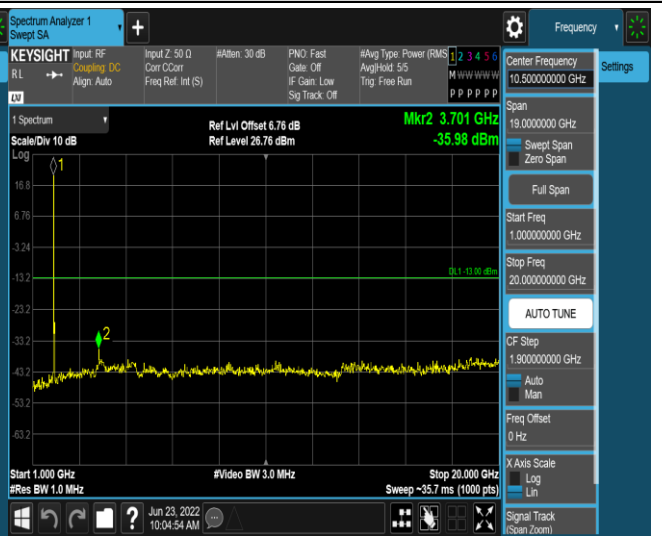 Spectrum Analyzer 1
Swept SA
Frequency
KEYSIGHT
RL
LXI
Input: RF
Coupling: DC
Align: Auto
Input Z: 50 Ω
Corr CCorr
Freq Ref: Int (S)
#Atten: 30 dB
PNO: Fast
Gate: Off
IF Gain: Low
Sig Track: Off
#Avg Type: Power (RMS
Avg|Hold: 5/5
Trig: Free Run
1 2 3 4 5 6
M W W W W W
P P P P P P
1 Spectrum
Scale/Div 10 dB
Log
Ref Lvl Offset 6.76 dB
Ref Level 26.76 dBm
Mkr2 3.701 GHz
-35.98 dBm
1
16.8
6.76
-3.24
-13.2
DL1 -13.00 dBm
-23.2
-33.2
2
-43.2
-53.2
-63.2
Start 1.000 GHz
#Res BW 1.0 MHz
#Video BW 3.0 MHz
Stop 20.000 GHz
Sweep ~35.7 ms (1000 pts)
?
Jun 23, 2022
10:04:54 AM
Center Frequency
10.500000000 GHz
Settings
Span
19.0000000 GHz
Swept Span
Zero Span
Full Span
Start Freq
1.000000000 GHz
Stop Freq
20.000000000 GHz
AUTO TUNE
CF Step
1.900000000 GHz
Auto
Man
Freq Offset
0 Hz
X Axis Scale
Log
Lin
Signal Track
(Span Zoom)